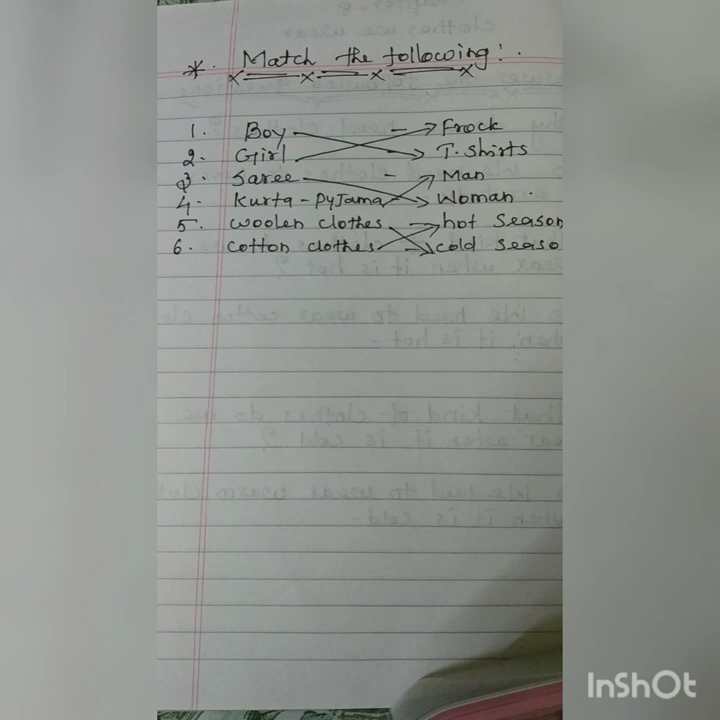 *. Match the following:.
1. Boy - Frock
2. Girl - T. Shirts
3. Saree - Man
4. Kurta - Pyjama Woman.
5. Woolen clothes - hot season
6. Cotton clothes - cold seaso
InShOt